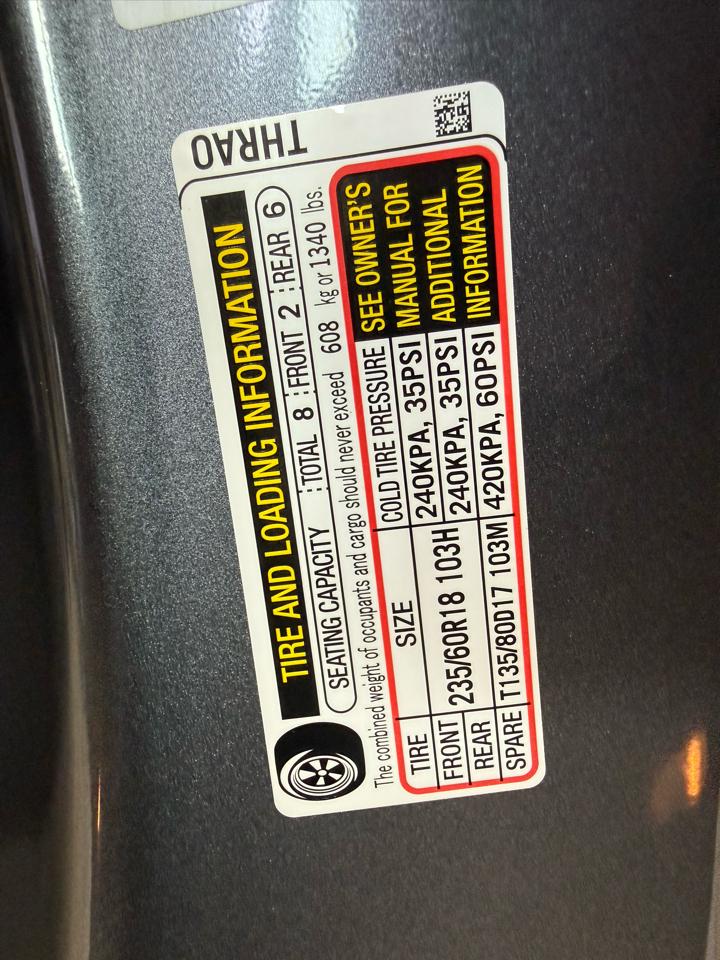 THRA0
TIRE AND LOADING INFORMATION
SEATING CAPACITY TOTAL 8 FRONT 2 REAR 6
The combined weight of occupants and cargo should never exceed 608 kg or 1340 lbs.
TIRE SIZE COLD TIRE PRESSURE
FRONT 235/60R18 103H 240KPA, 35PSI
REAR 240KPA, 35PSI
SPARE T135/80D17 103M 420KPA, 60PSI
SEE OWNER'S
MANUAL FOR
ADDITIONAL
INFORMATION